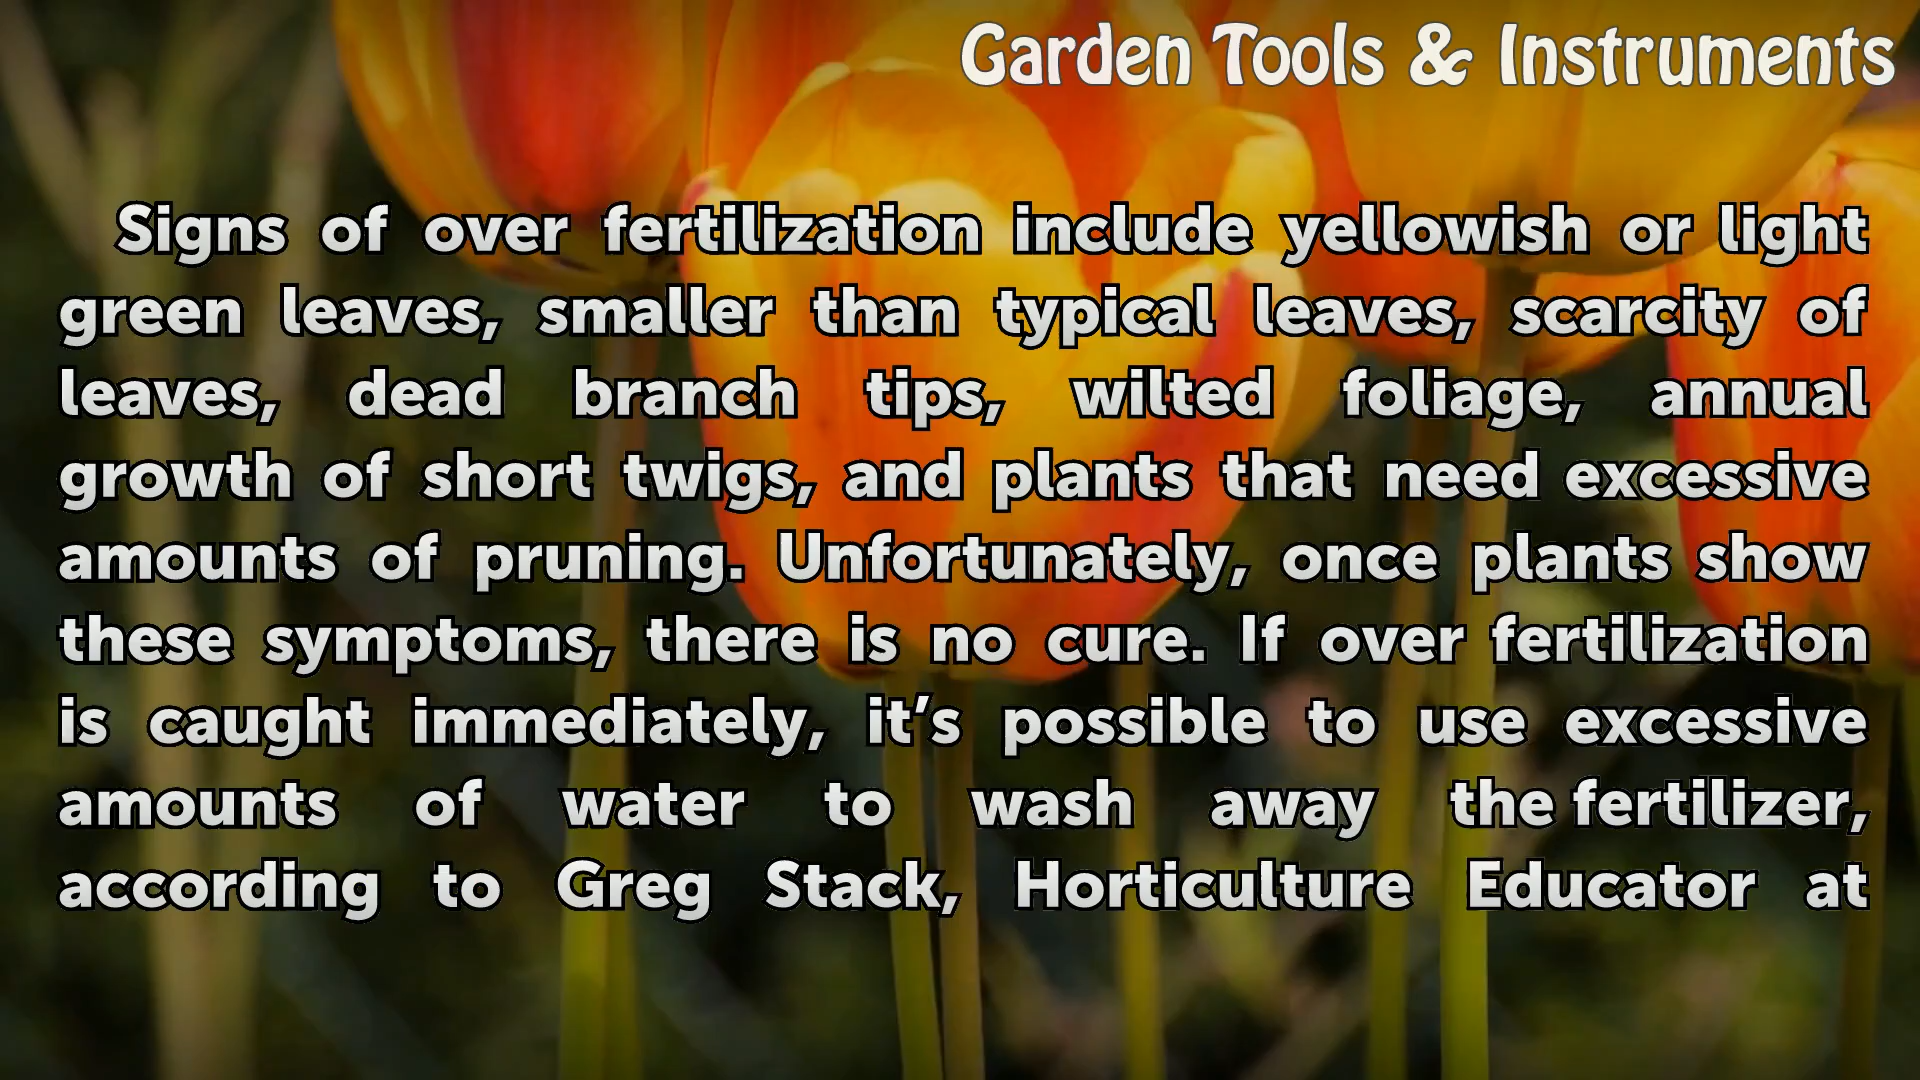 Garden Tools & Instruments
Signs of over fertilization include yellowish or light
green leaves, smaller than typical leaves, scarcity of
leaves, dead branch tips, wilted foliage, annual
growth of short twigs, and plants that need excessive
amounts of pruning. Unfortunately, once plants show
these symptoms, there is no cure. If over fertilization
is caught immediately, it’s possible to use excessive
amounts of water to wash away the fertilizer,
according to Greg Stack, Horticulture Educator at